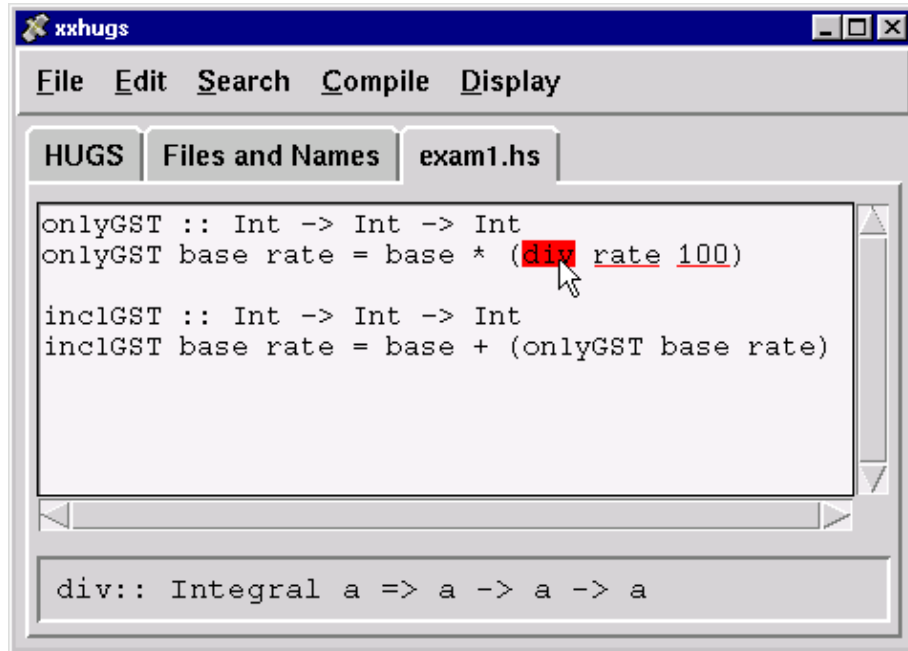 xxhugs
File Edit Search Compile Display
HUGS Files and Names exam1.hs
onlyGST :: Int -> Int -> Int
onlyGST base rate = base * (div rate 100)
inclGST :: Int -> Int -> Int
inclGST base rate = base + (onlyGST base rate)
div:: Integral a => a -> a -> a